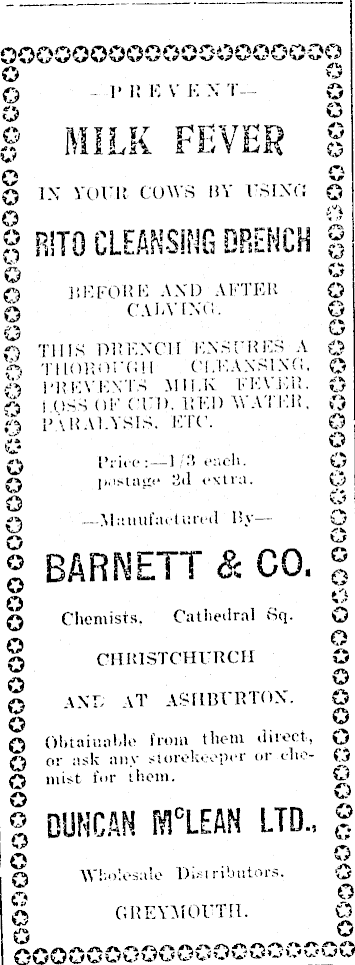 —PREVENT—
MILK FEVER
IN YOUR COWS BY USING
RITO CLEANSING DRENCH
BEFORE AND AFTER
CALVING.
THIS DRENCH ENSURES A
THOROUGH CLEANSING,
PREVENTS MILK FEVER,
LOSS OF CUD, RED WATER,
PARALYSIS, ETC.
Price:—1/3 each.
postage 3d extra.
—Manufactured By—
BARNETT & CO.
Chemists, Cathedral Sq.
CHRISTCHURCH
AND AT ASHBURTON.
Obtainable from them direct,
or ask any storekeeper or che-
mist for them.
DUNCAN McLEAN LTD.,
Wholesale Distributors.
GREYMOUTH.